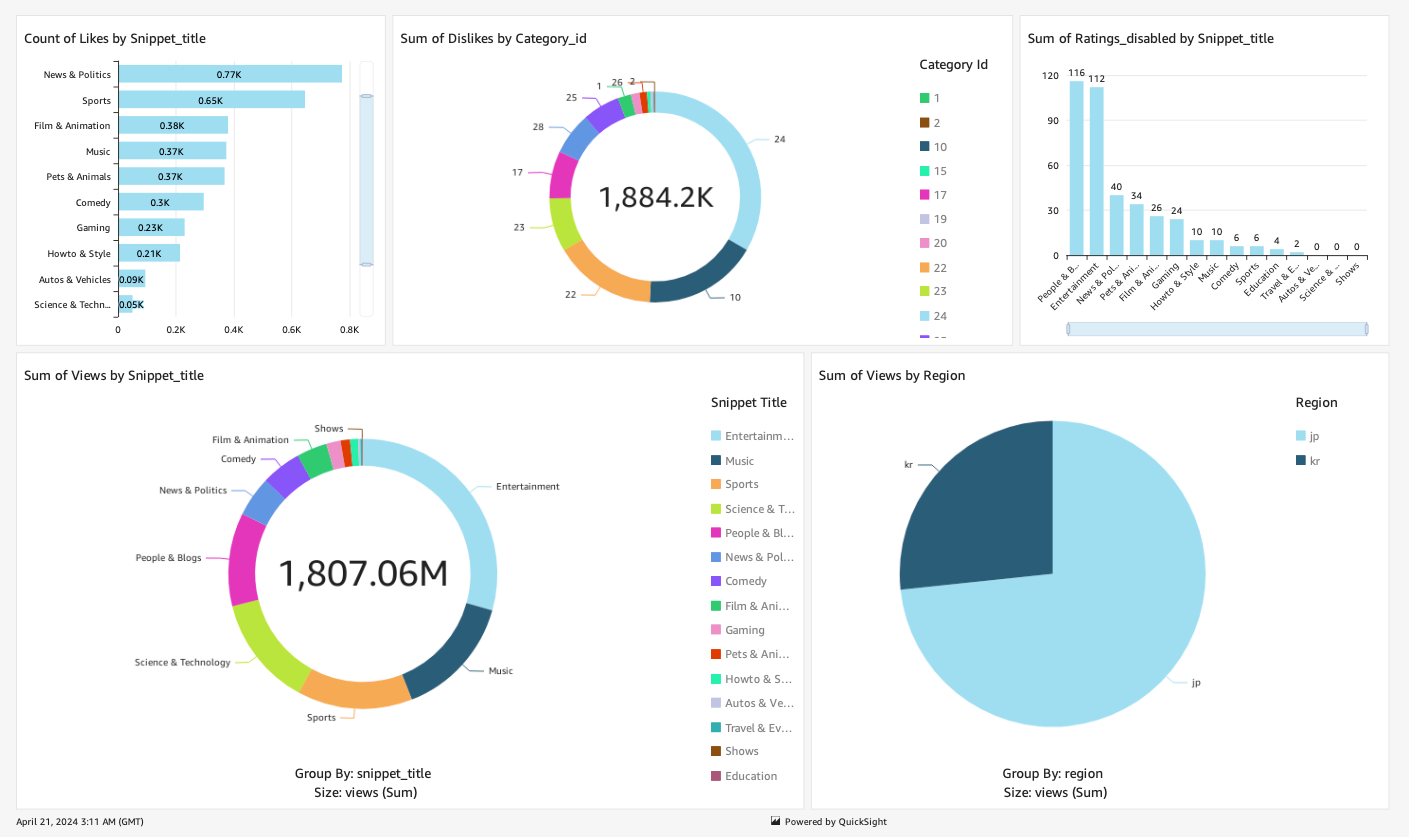 Count of Likes by Snippet_title
News & Politics
0.77K
Sports
0.65K
Film & Animation
0.38K
Music
0.37K
Pets & Animals
0.37K
Comedy
0.3K
Gaming
0.23K
Howto & Style
0.21K
Autos & Vehicles
0.09K
Science & Techn...
0.05K
0
0.2K
0.4K
0.6K
0.8K
Sum of Dislikes by Category_id
1
26
2
25
28
17
23
22
10
24
1,884.2K
Category Id
1
2
10
15
17
19
20
22
23
24
Sum of Ratings_disabled by Snippet_title
120
90
60
30
0
116
112
40
34
26
24
10
10
6
6
4
2
0
0
0
People & B...
Entertainment
News & Pol...
Pets & Ani...
Film & Ani...
Gaming
Howto & Style
Music
Comedy
Sports
Education
Travel & E...
Autos & Ve...
Science & ...
Shows
Sum of Views by Snippet_title
Shows
Film & Animation
Comedy
News & Politics
People & Blogs
Science & Technology
Sports
Music
Entertainment
1,807.06M
Snippet Title
Entertainm...
Music
Sports
Science & T...
People & Bl...
News & Pol...
Comedy
Film & Ani...
Gaming
Pets & Ani...
Howto & S...
Autos & Ve...
Travel & Ev...
Shows
Education
Group By: snippet_title
Size: views (Sum)
Sum of Views by Region
kr
jp
Region
jp
kr
Group By: region
Size: views (Sum)
April 21, 2024 3:11 AM (GMT)
Powered by QuickSight